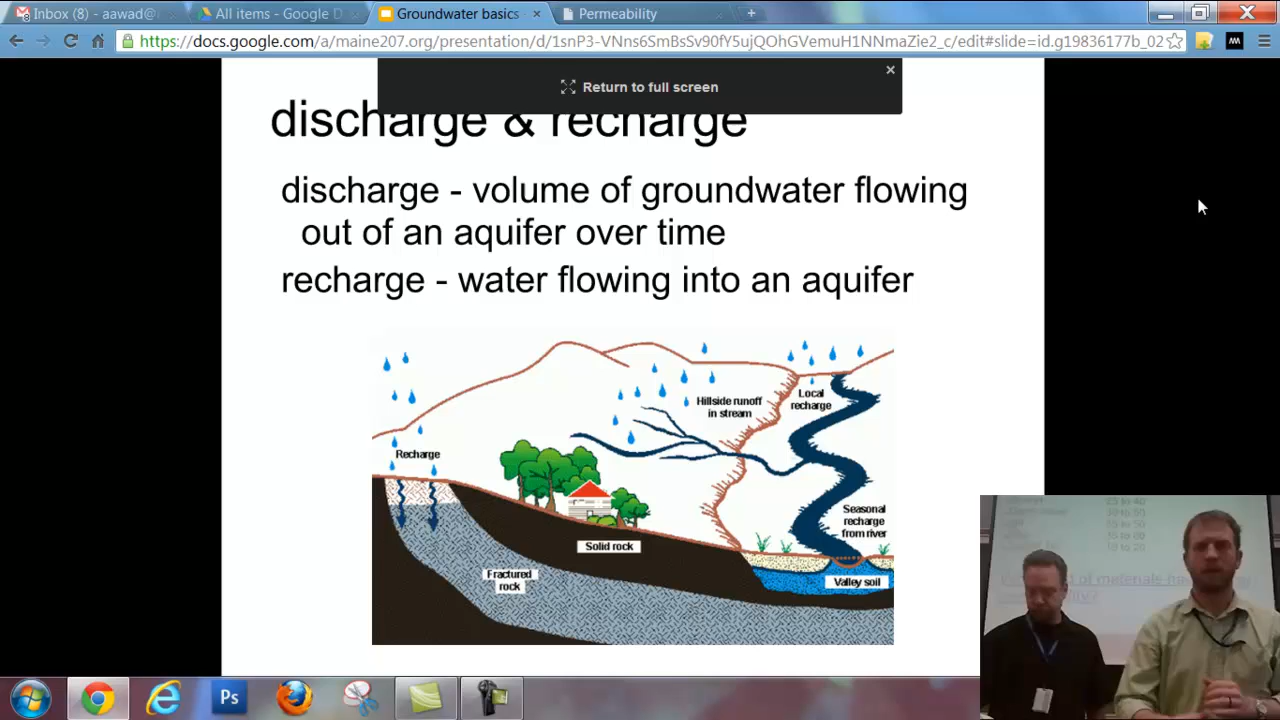 Inbox (8) - aawad@
All items - Google D
Groundwater basics
Permeability
https://docs.google.com/a/maine207.org/presentation/d/1snP3-VNns6SmBsSv90fY5ujQOhGVemuH1NNmaZie2_c/edit#slide=id.g19836177b_02
Return to full screen
discharge & recharge
discharge - volume of groundwater flowing
out of an aquifer over time
recharge - water flowing into an aquifer
Hillside runoff
in stream
Local
recharge
Recharge
Seasonal
recharge
from river
Solid rock
Fractured
rock
Valley soil
of materials
Ps